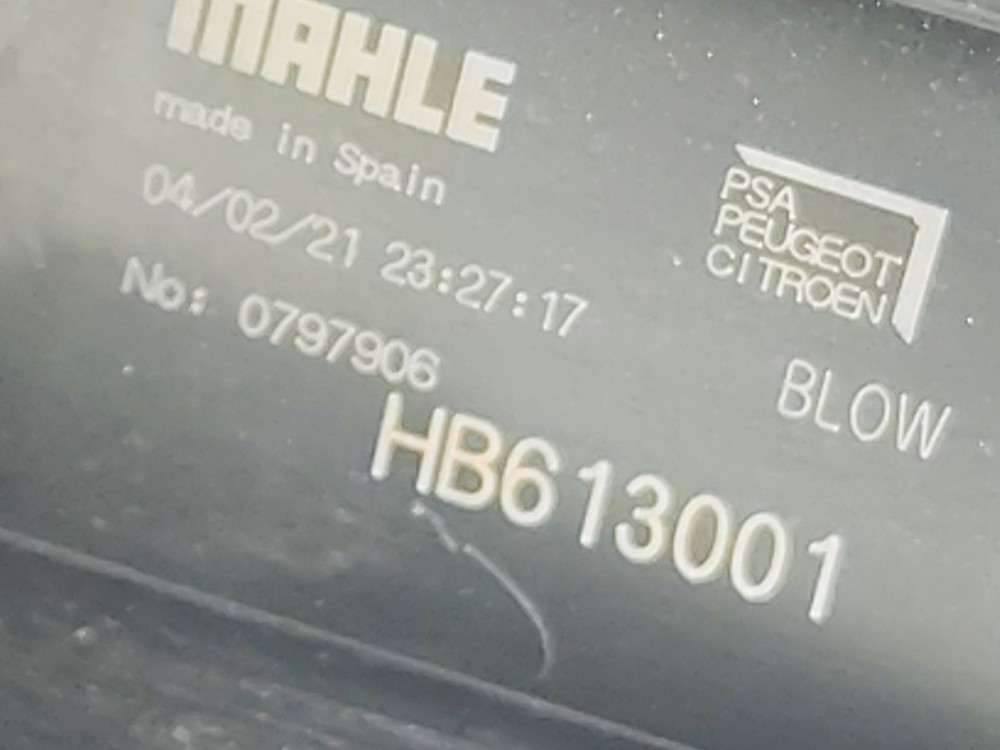 MAHLE
made in Spain
04/02/21 23:27:17
No: 0797906
PSA
PEUGEOT
CITROEN
BLOW
HB613001